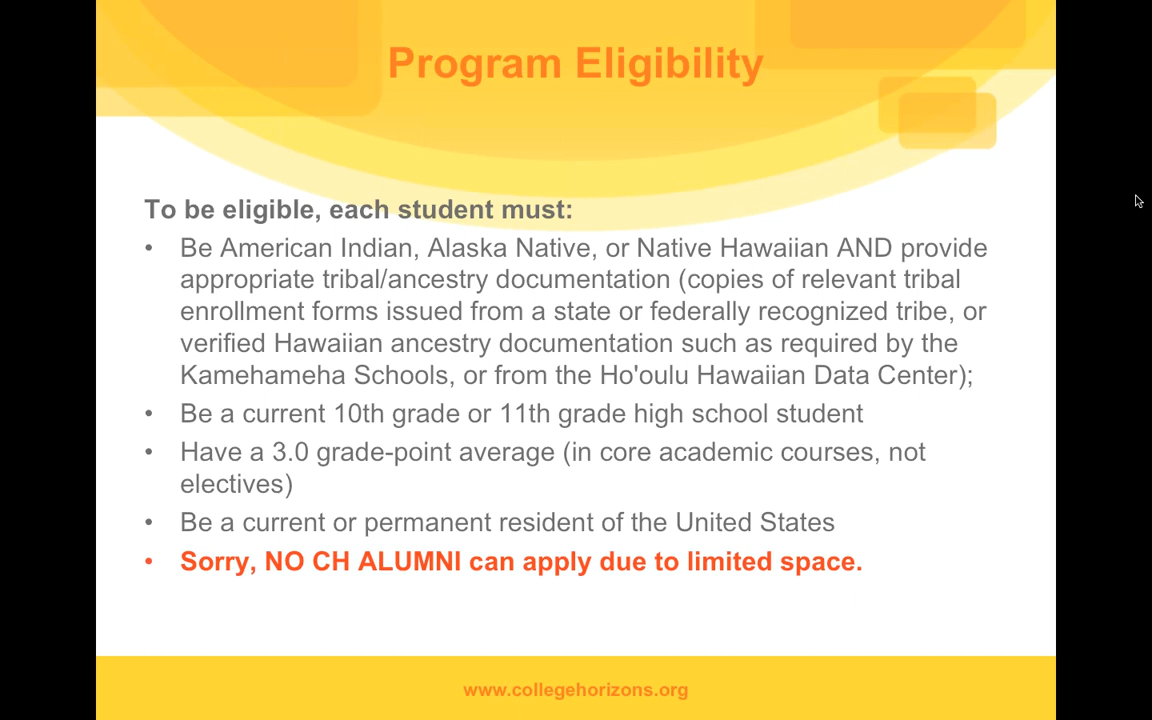 Program Eligibility
To be eligible, each student must:
• Be American Indian, Alaska Native, or Native Hawaiian AND provide
appropriate tribal/ancestry documentation (copies of relevant tribal
enrollment forms issued from a state or federally recognized tribe, or
verified Hawaiian ancestry documentation such as required by the
Kamehameha Schools, or from the Ho'oulu Hawaiian Data Center);
• Be a current 10th grade or 11th grade high school student
• Have a 3.0 grade-point average (in core academic courses, not
electives)
• Be a current or permanent resident of the United States
• Sorry, NO CH ALUMNI can apply due to limited space.
www.collegehorizons.org